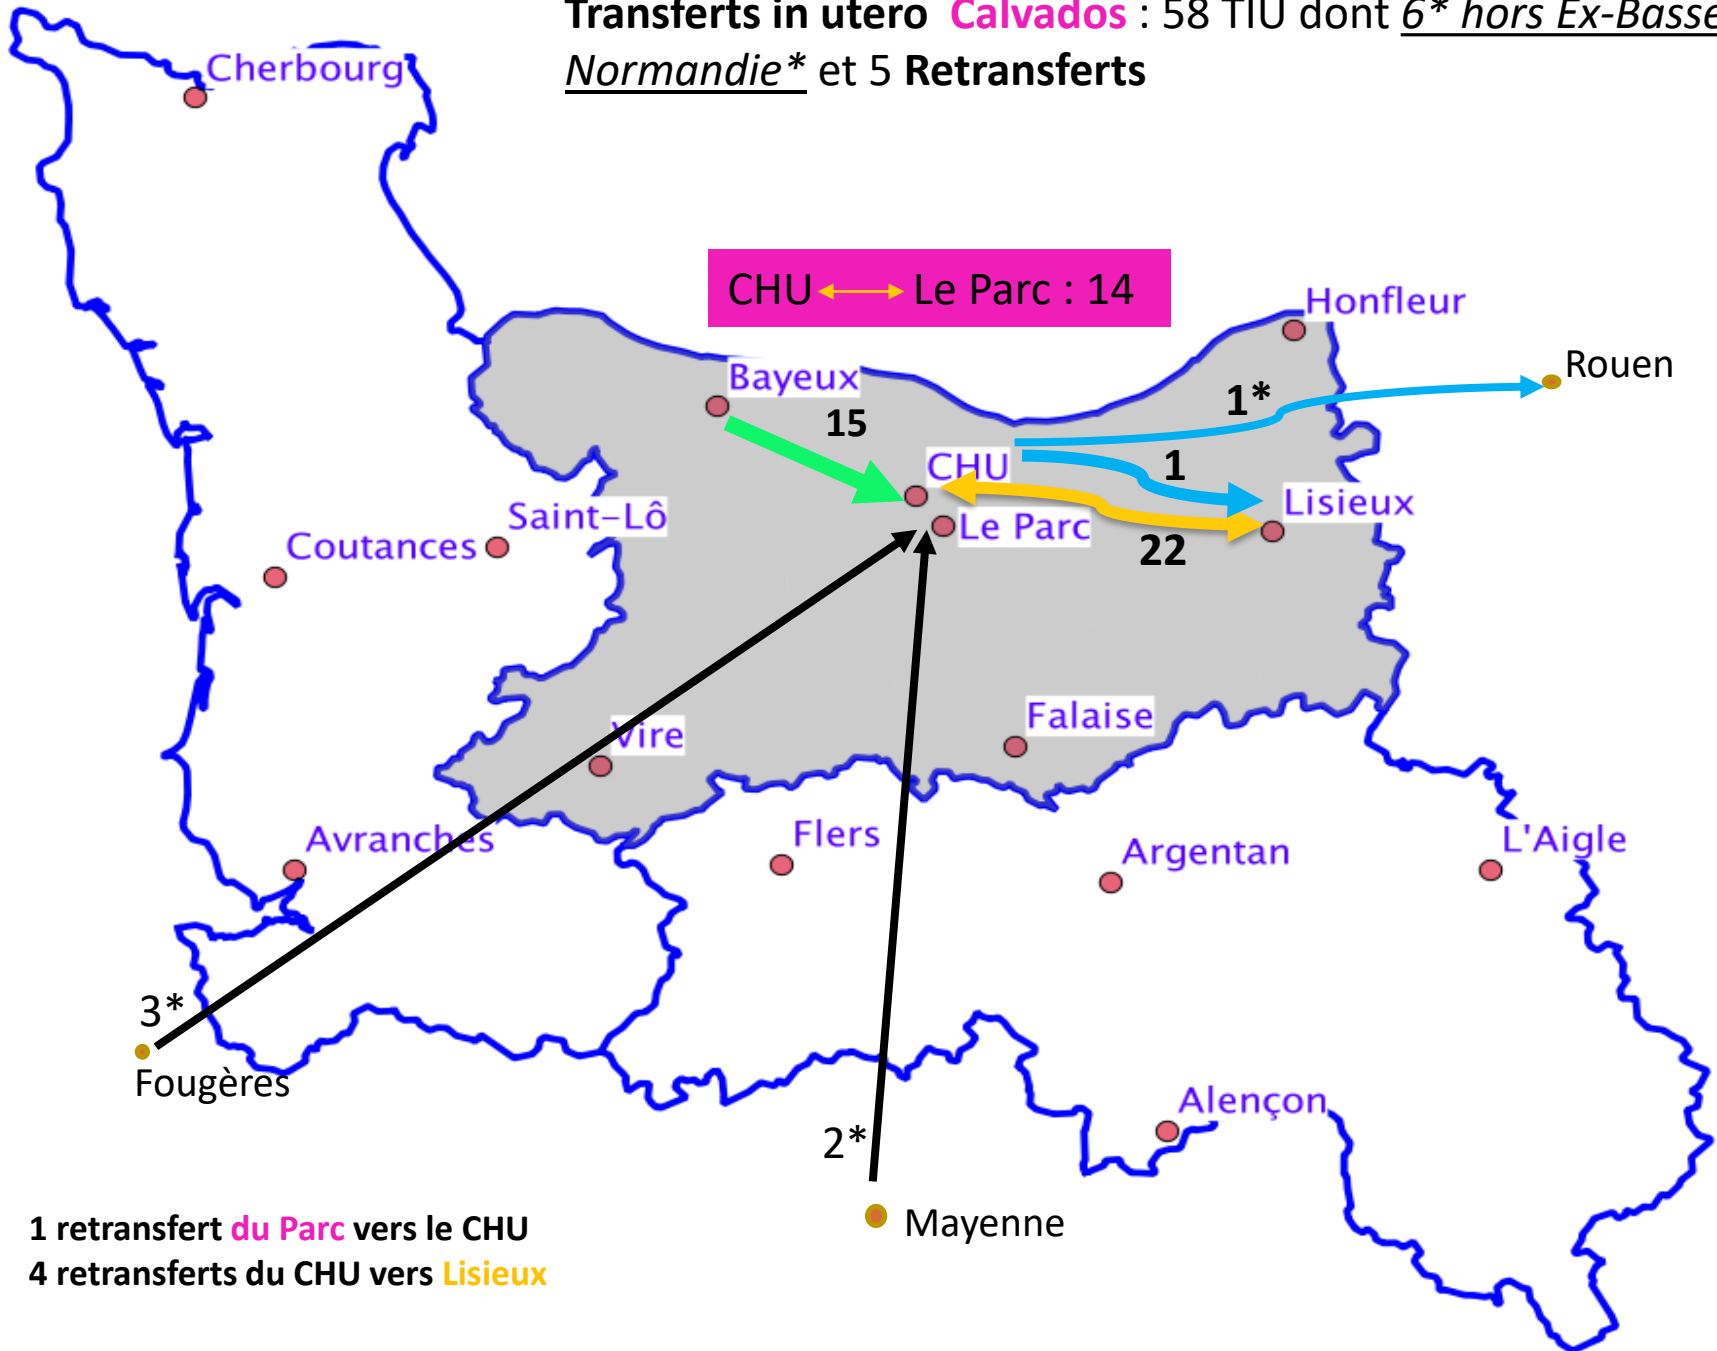 Transferts in utero Calvados : 58 TIU dont 6* hors Ex-Basse
Normandie* et 5 Retransferts
Cherbourg
CHU Le Parc : 14
Honfleur
Rouen
Bayeux
1*
15
CHU
1
Lisieux
Saint-Lô
Le Parc
Coutances
22
Falaise
Vire
Flers
Avranches
L'Aigle
Argentan
3*
Fougères
Alençon
2*
Mayenne
1 retransfert du Parc vers le CHU
4 retransferts du CHU vers Lisieux